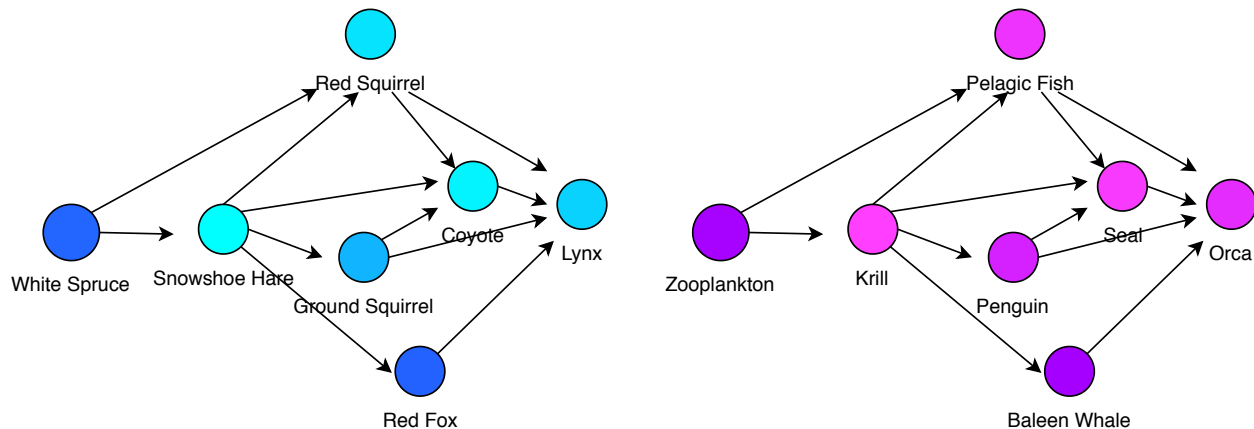 Red Squirrel
White Spruce
Snowshoe Hare
Ground Squirrel
Coyote
Lynx
Red Fox
Pelagic Fish
Zooplankton
Krill
Penguin
Seal
Orca
Baleen Whale